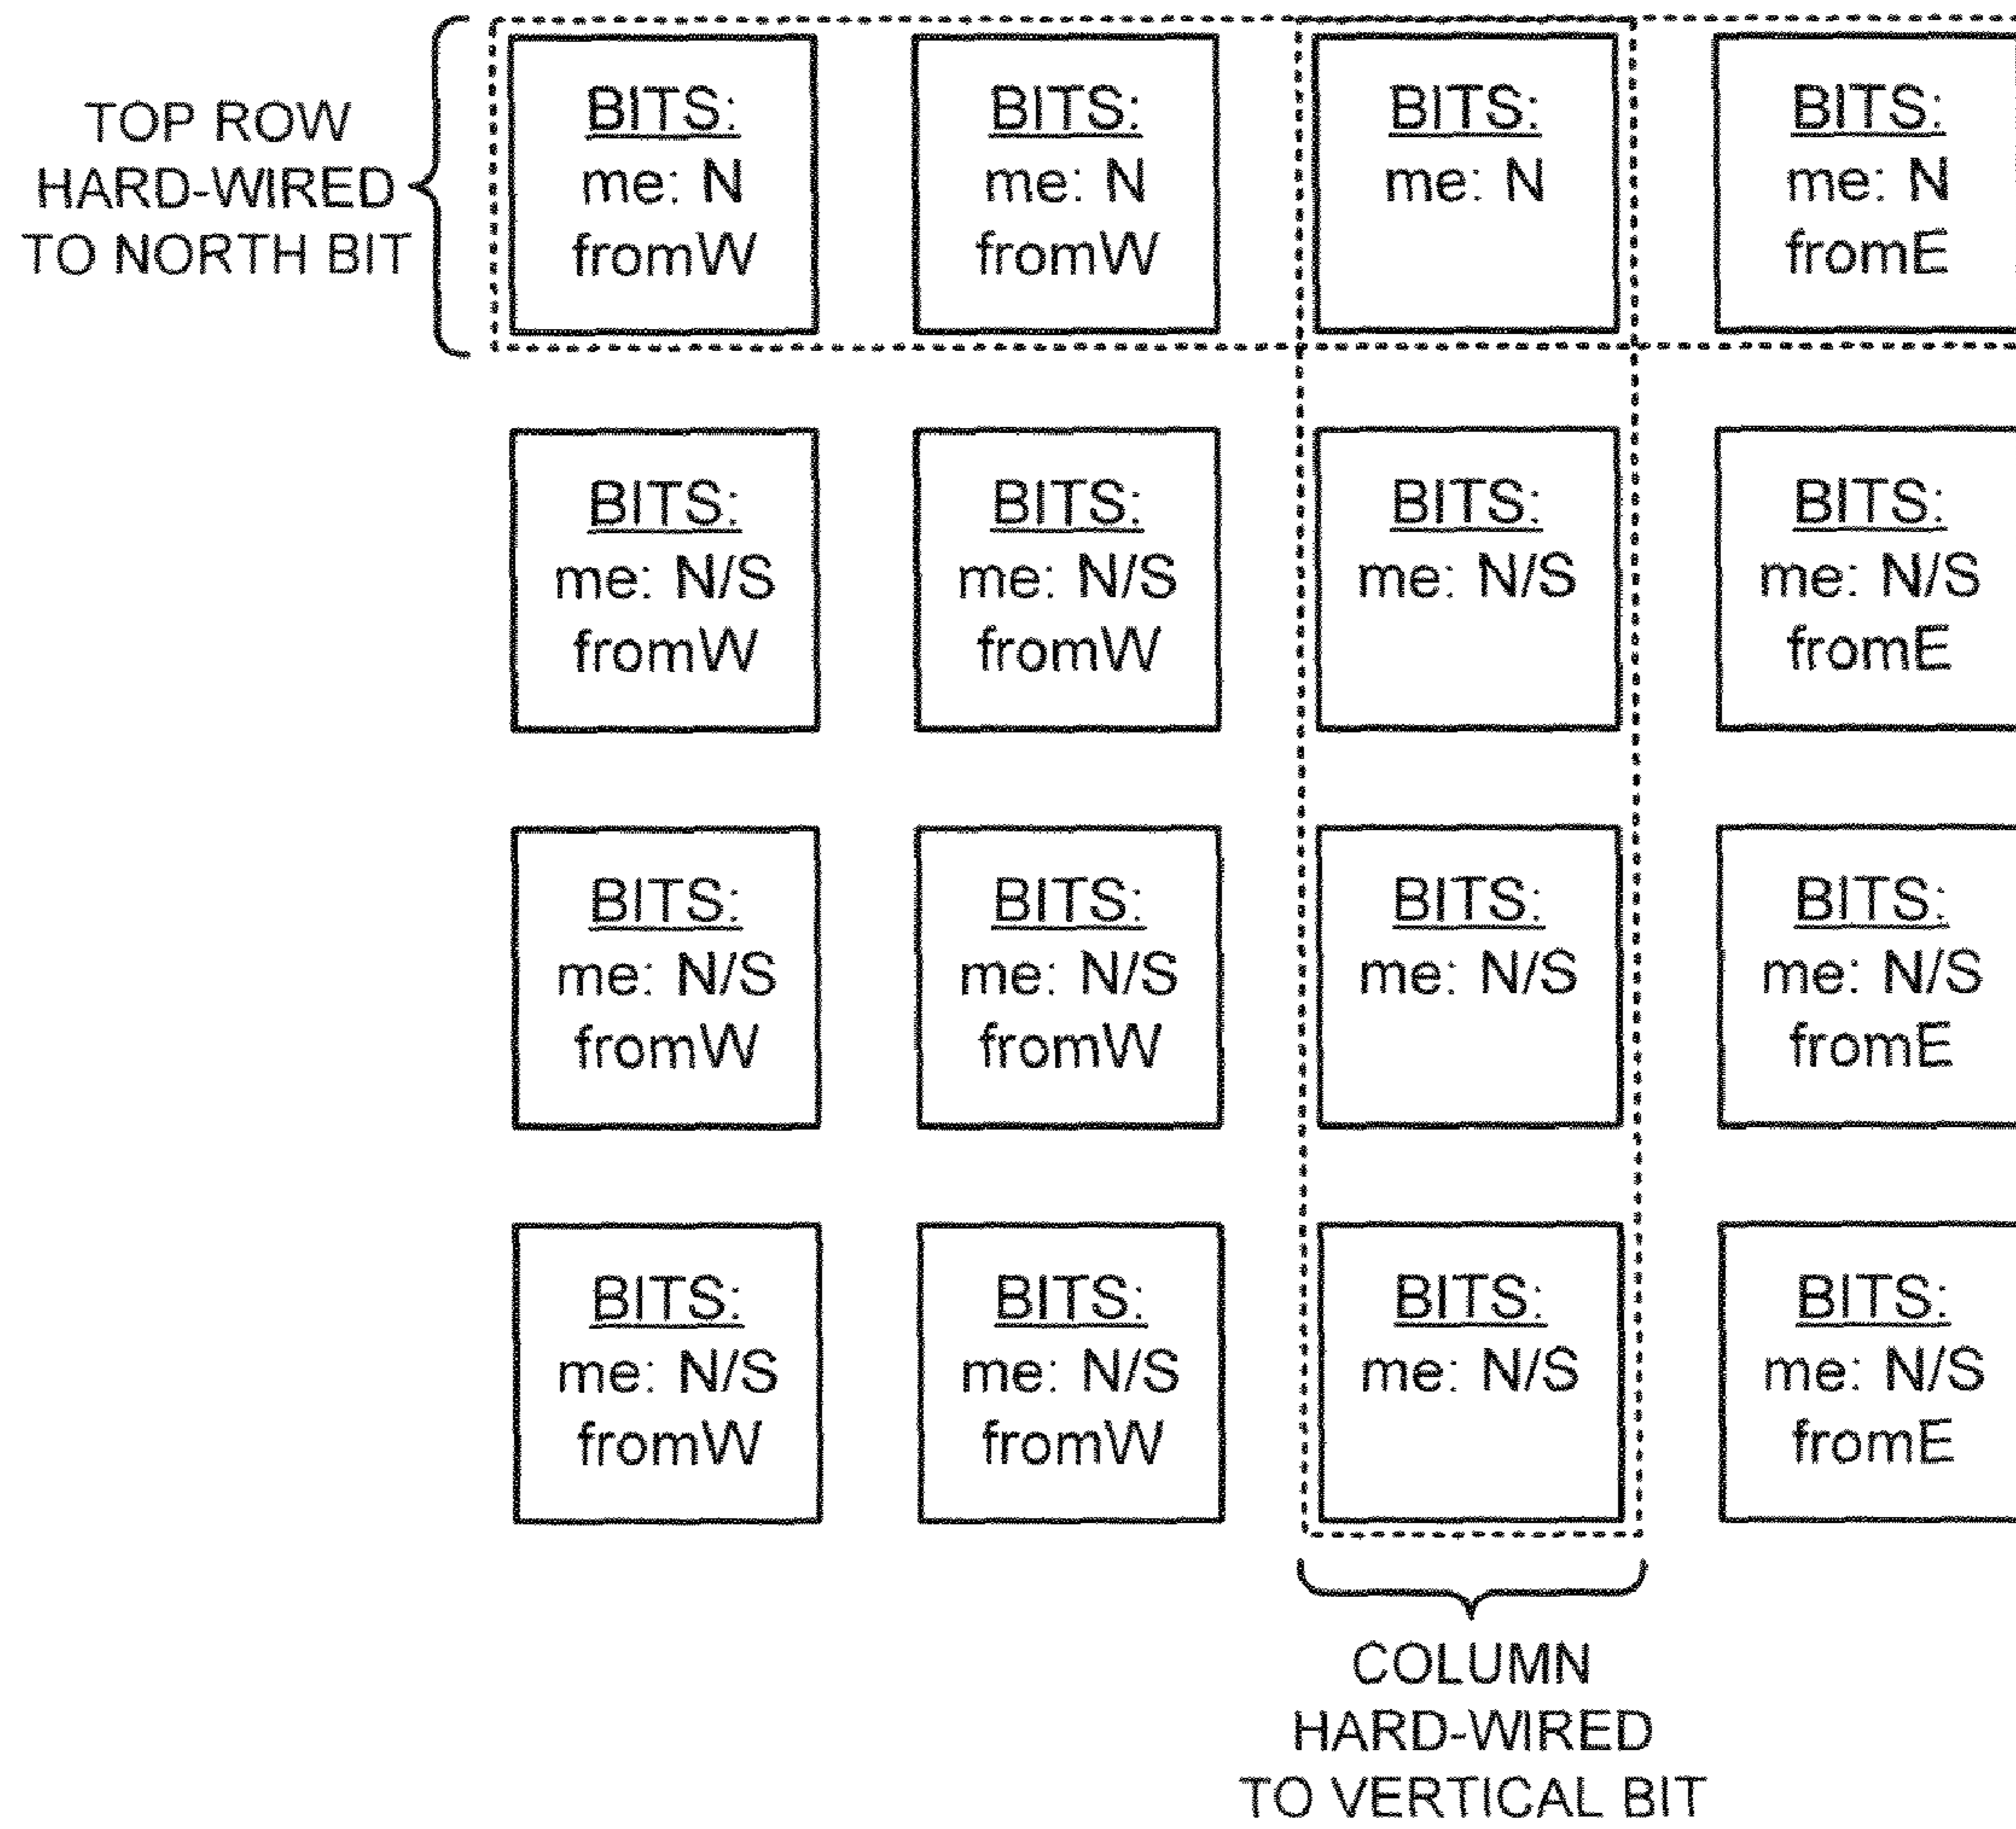 TOP ROW
HARD-WIRED
TO NORTH BIT
BITS:
me: N
fromW
BITS:
me: N
fromW
BITS:
me: N
BITS:
me: N
fromE
BITS:
me: N/S
fromW
BITS:
me: N/S
fromW
BITS:
me: N/S
BITS:
me: N/S
fromE
BITS:
me: N/S
fromW
BITS:
me: N/S
fromW
BITS:
me: N/S
BITS:
me: N/S
fromE
BITS:
me: N/S
fromW
BITS:
me: N/S
fromW
BITS:
me: N/S
BITS:
me: N/S
fromE
COLUMN
HARD-WIRED
TO VERTICAL BIT